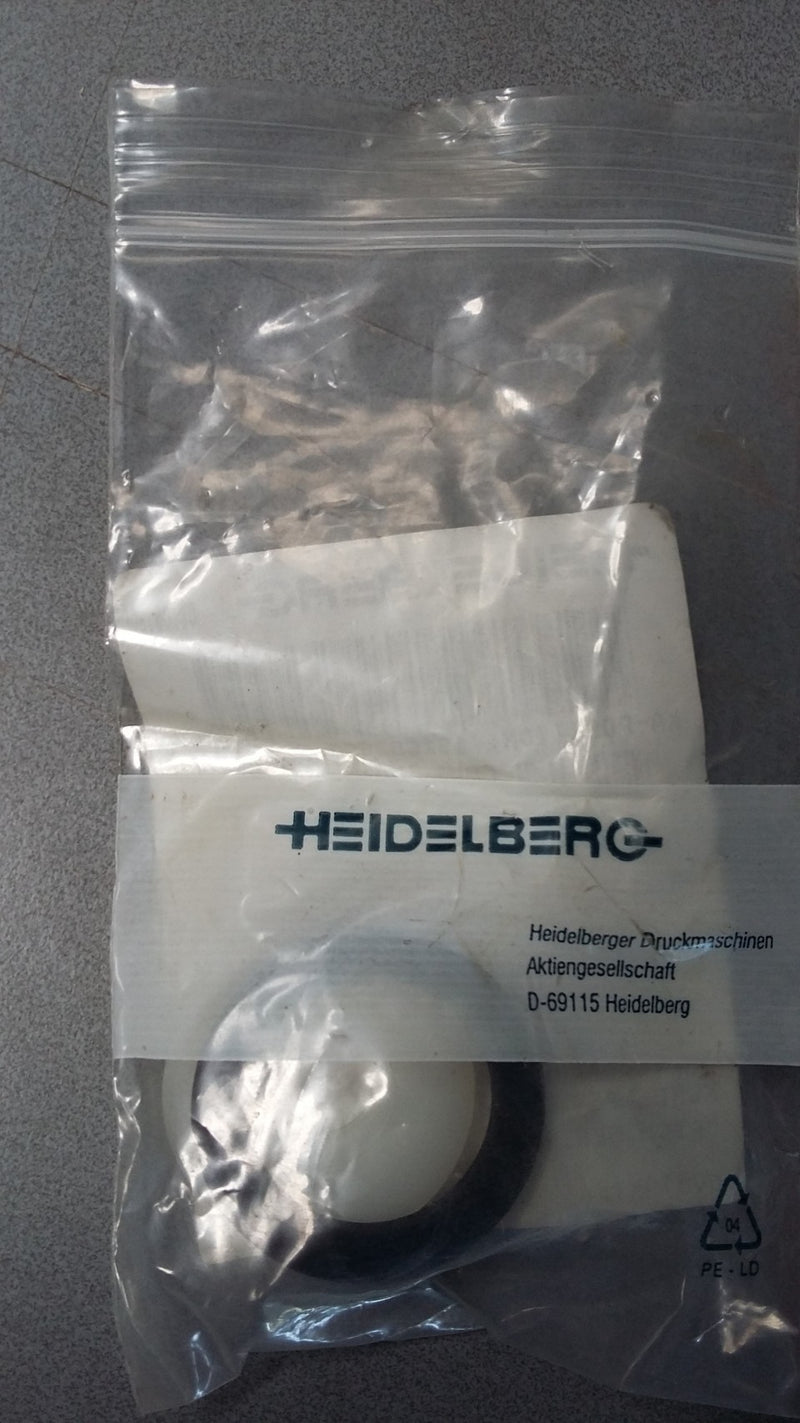 HEIDELBERG
Heidelberger Druckmaschinen
Aktiengesellschaft
D-69115 Heidelberg
04
PE-LD